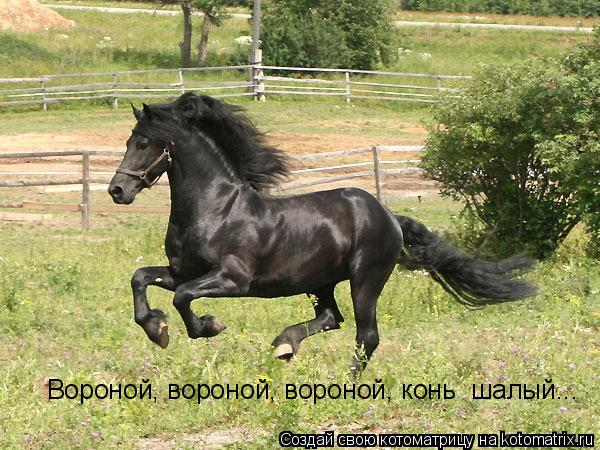 Вороной, вороной, вороной, конь шалый...
Создай свою котоматрицу на kotomatrix.ru